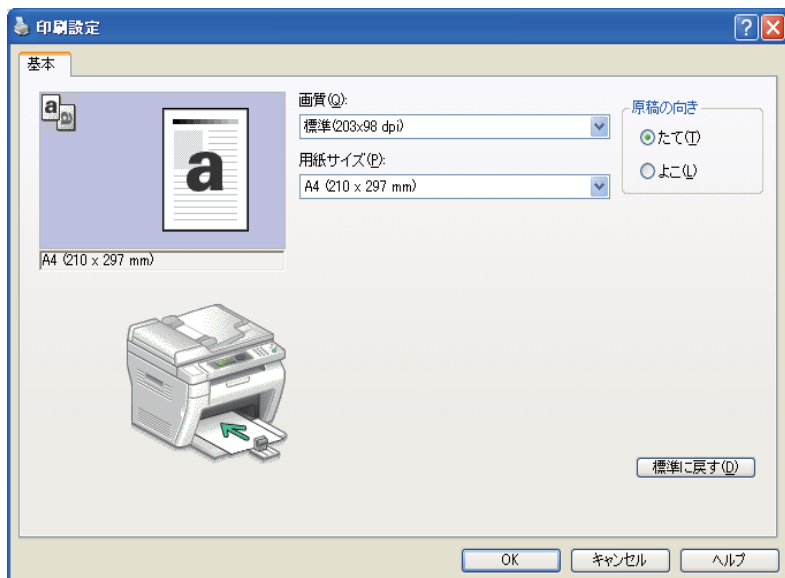 印刷設定
基本
a
a
a
A4 (210 x 297 mm)
画質(Q):
標準(203x98 dpi)
用紙サイズ(P):
A4 (210 x 297 mm)
原稿の向き
たて(T)
よこ(L)
標準に戻す(D)
OK
キャンセル
ヘルプ